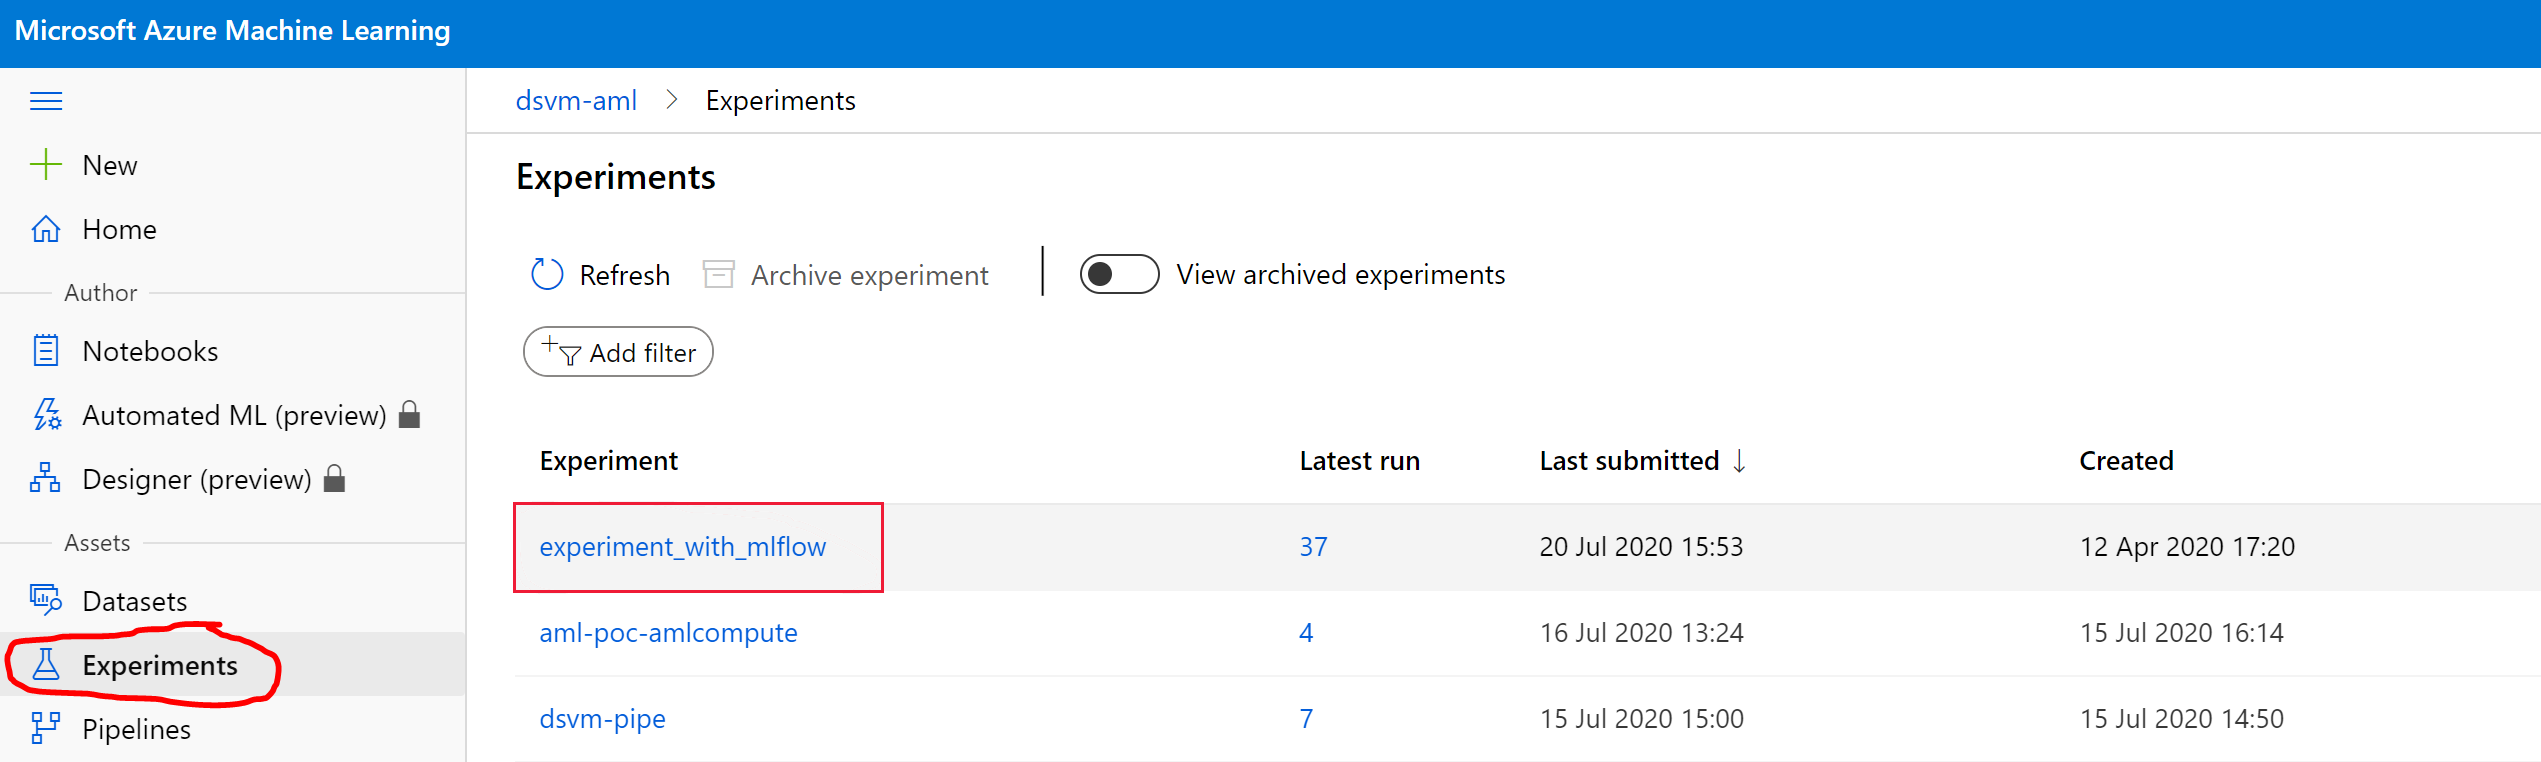 Microsoft Azure Machine Learning
dsvm-aml > Experiments
New
Home
Author
Notebooks
Automated ML (preview)
Designer (preview)
Assets
Datasets
Experiments
Pipelines
Experiments
Refresh Archive experiment View archived experiments
Add filter
Experiment Latest run Last submitted ↓ Created
experiment_with_mlflow 37 20 Jul 2020 15:53 12 Apr 2020 17:20
aml-poc-amlcompute 4 16 Jul 2020 13:24 15 Jul 2020 16:14
dsvm-pipe 7 15 Jul 2020 15:00 15 Jul 2020 14:50